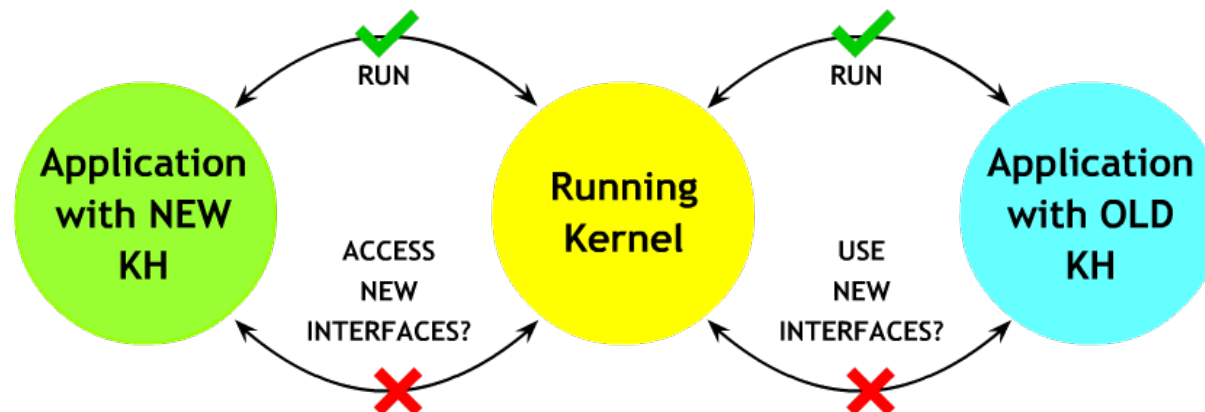 RUN
RUN
Application
with NEW
KH
Running
Kernel
Application
with OLD
KH
ACCESS
NEW
INTERFACES?
USE
NEW
INTERFACES?